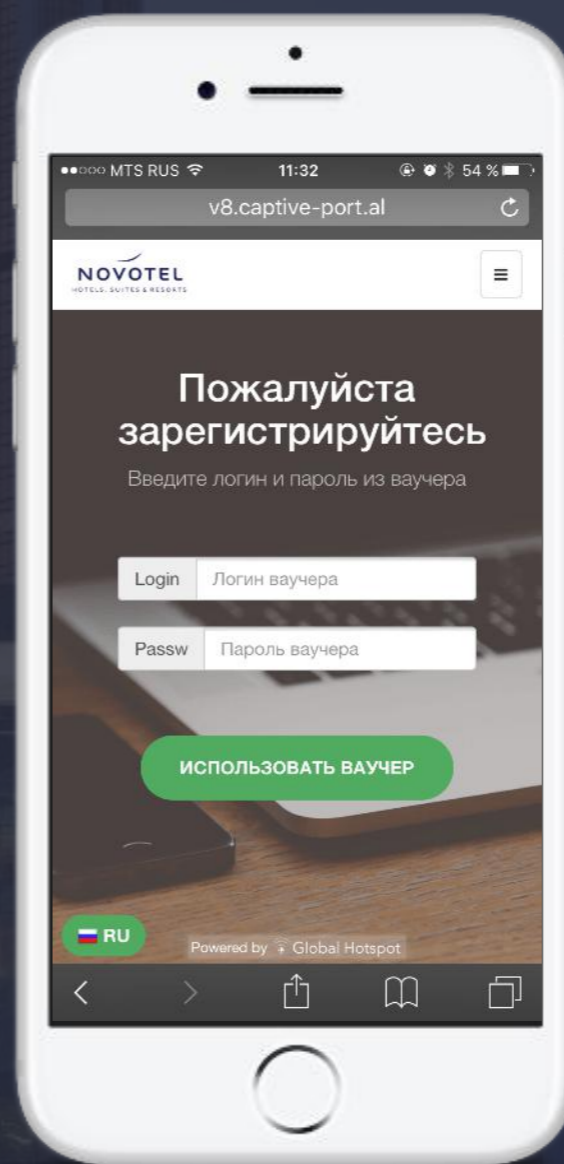 MTS RUS 11:32 54 %
v8.captive-port.al
NOVOTEL
HOTELS, SUITES & RESORTS
Пожалуйста
зарегистрируйтесь
Введите логин и пароль из ваучера
Login Логин ваучера
Passw Пароль ваучера
ИСПОЛЬЗОВАТЬ ВАУЧЕР
RU
Powered by Global Hotspot